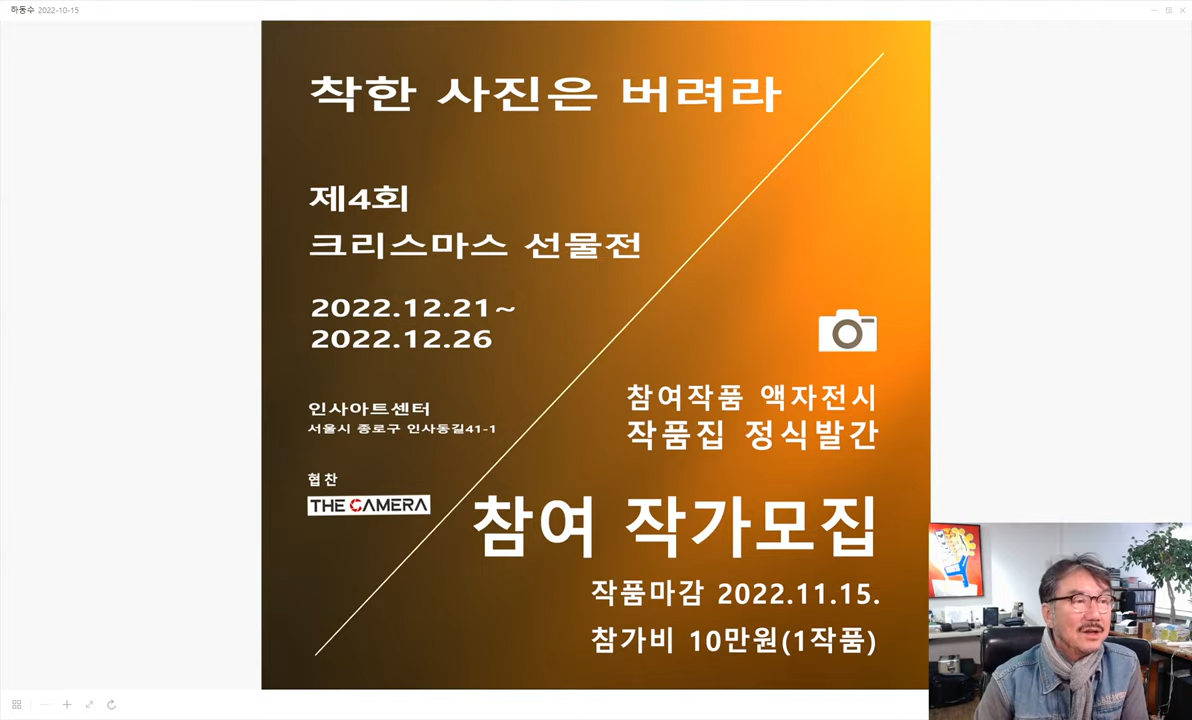 하동수 2022-10-15
착한 사진은 버려라
제4회
크리스마스 선물전
2022.12.21~
2022.12.26
인사아트센터
서울시 종로구 인사동길41-1
협찬
THE CAMERA
참여작품 액자전시
작품집 정식발간
참여 작가모집
작품마감 2022.11.15.
참가비 10만원(1작품)